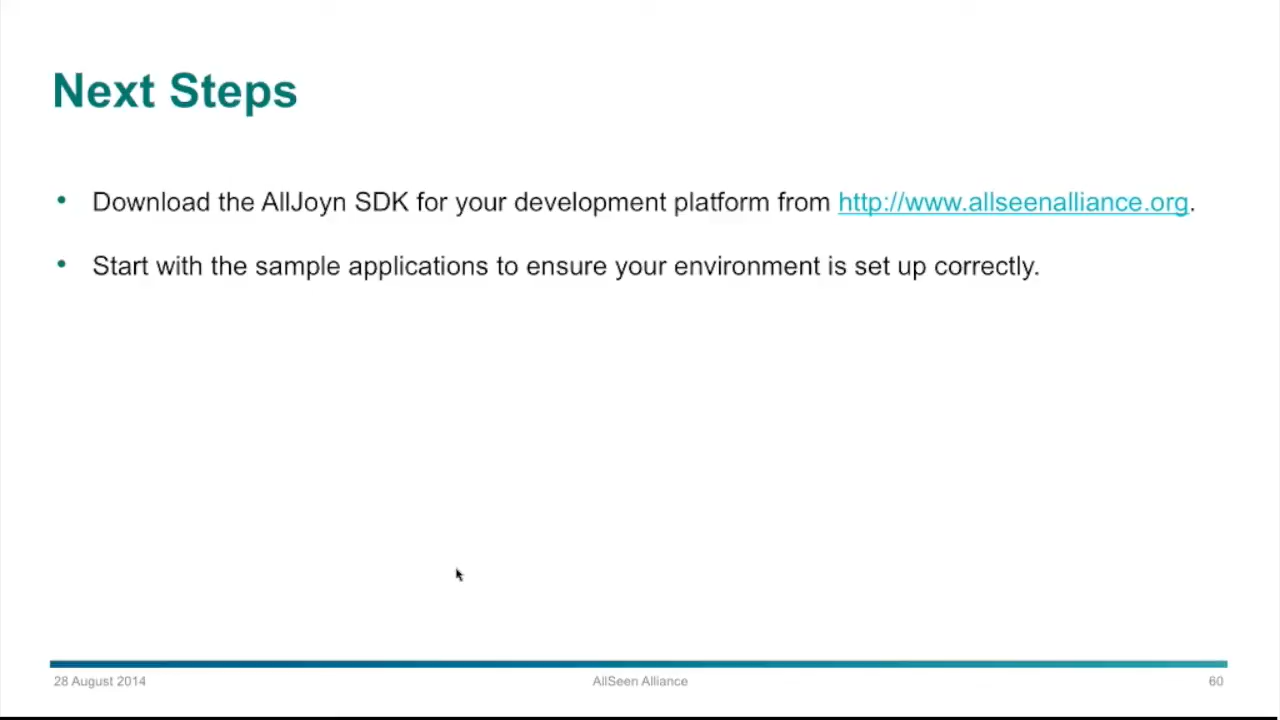 Next Steps
• Download the AllJoyn SDK for your development platform from http://www.allseenalliance.org.
• Start with the sample applications to ensure your environment is set up correctly.
28 August 2014
AllSeen Alliance
60